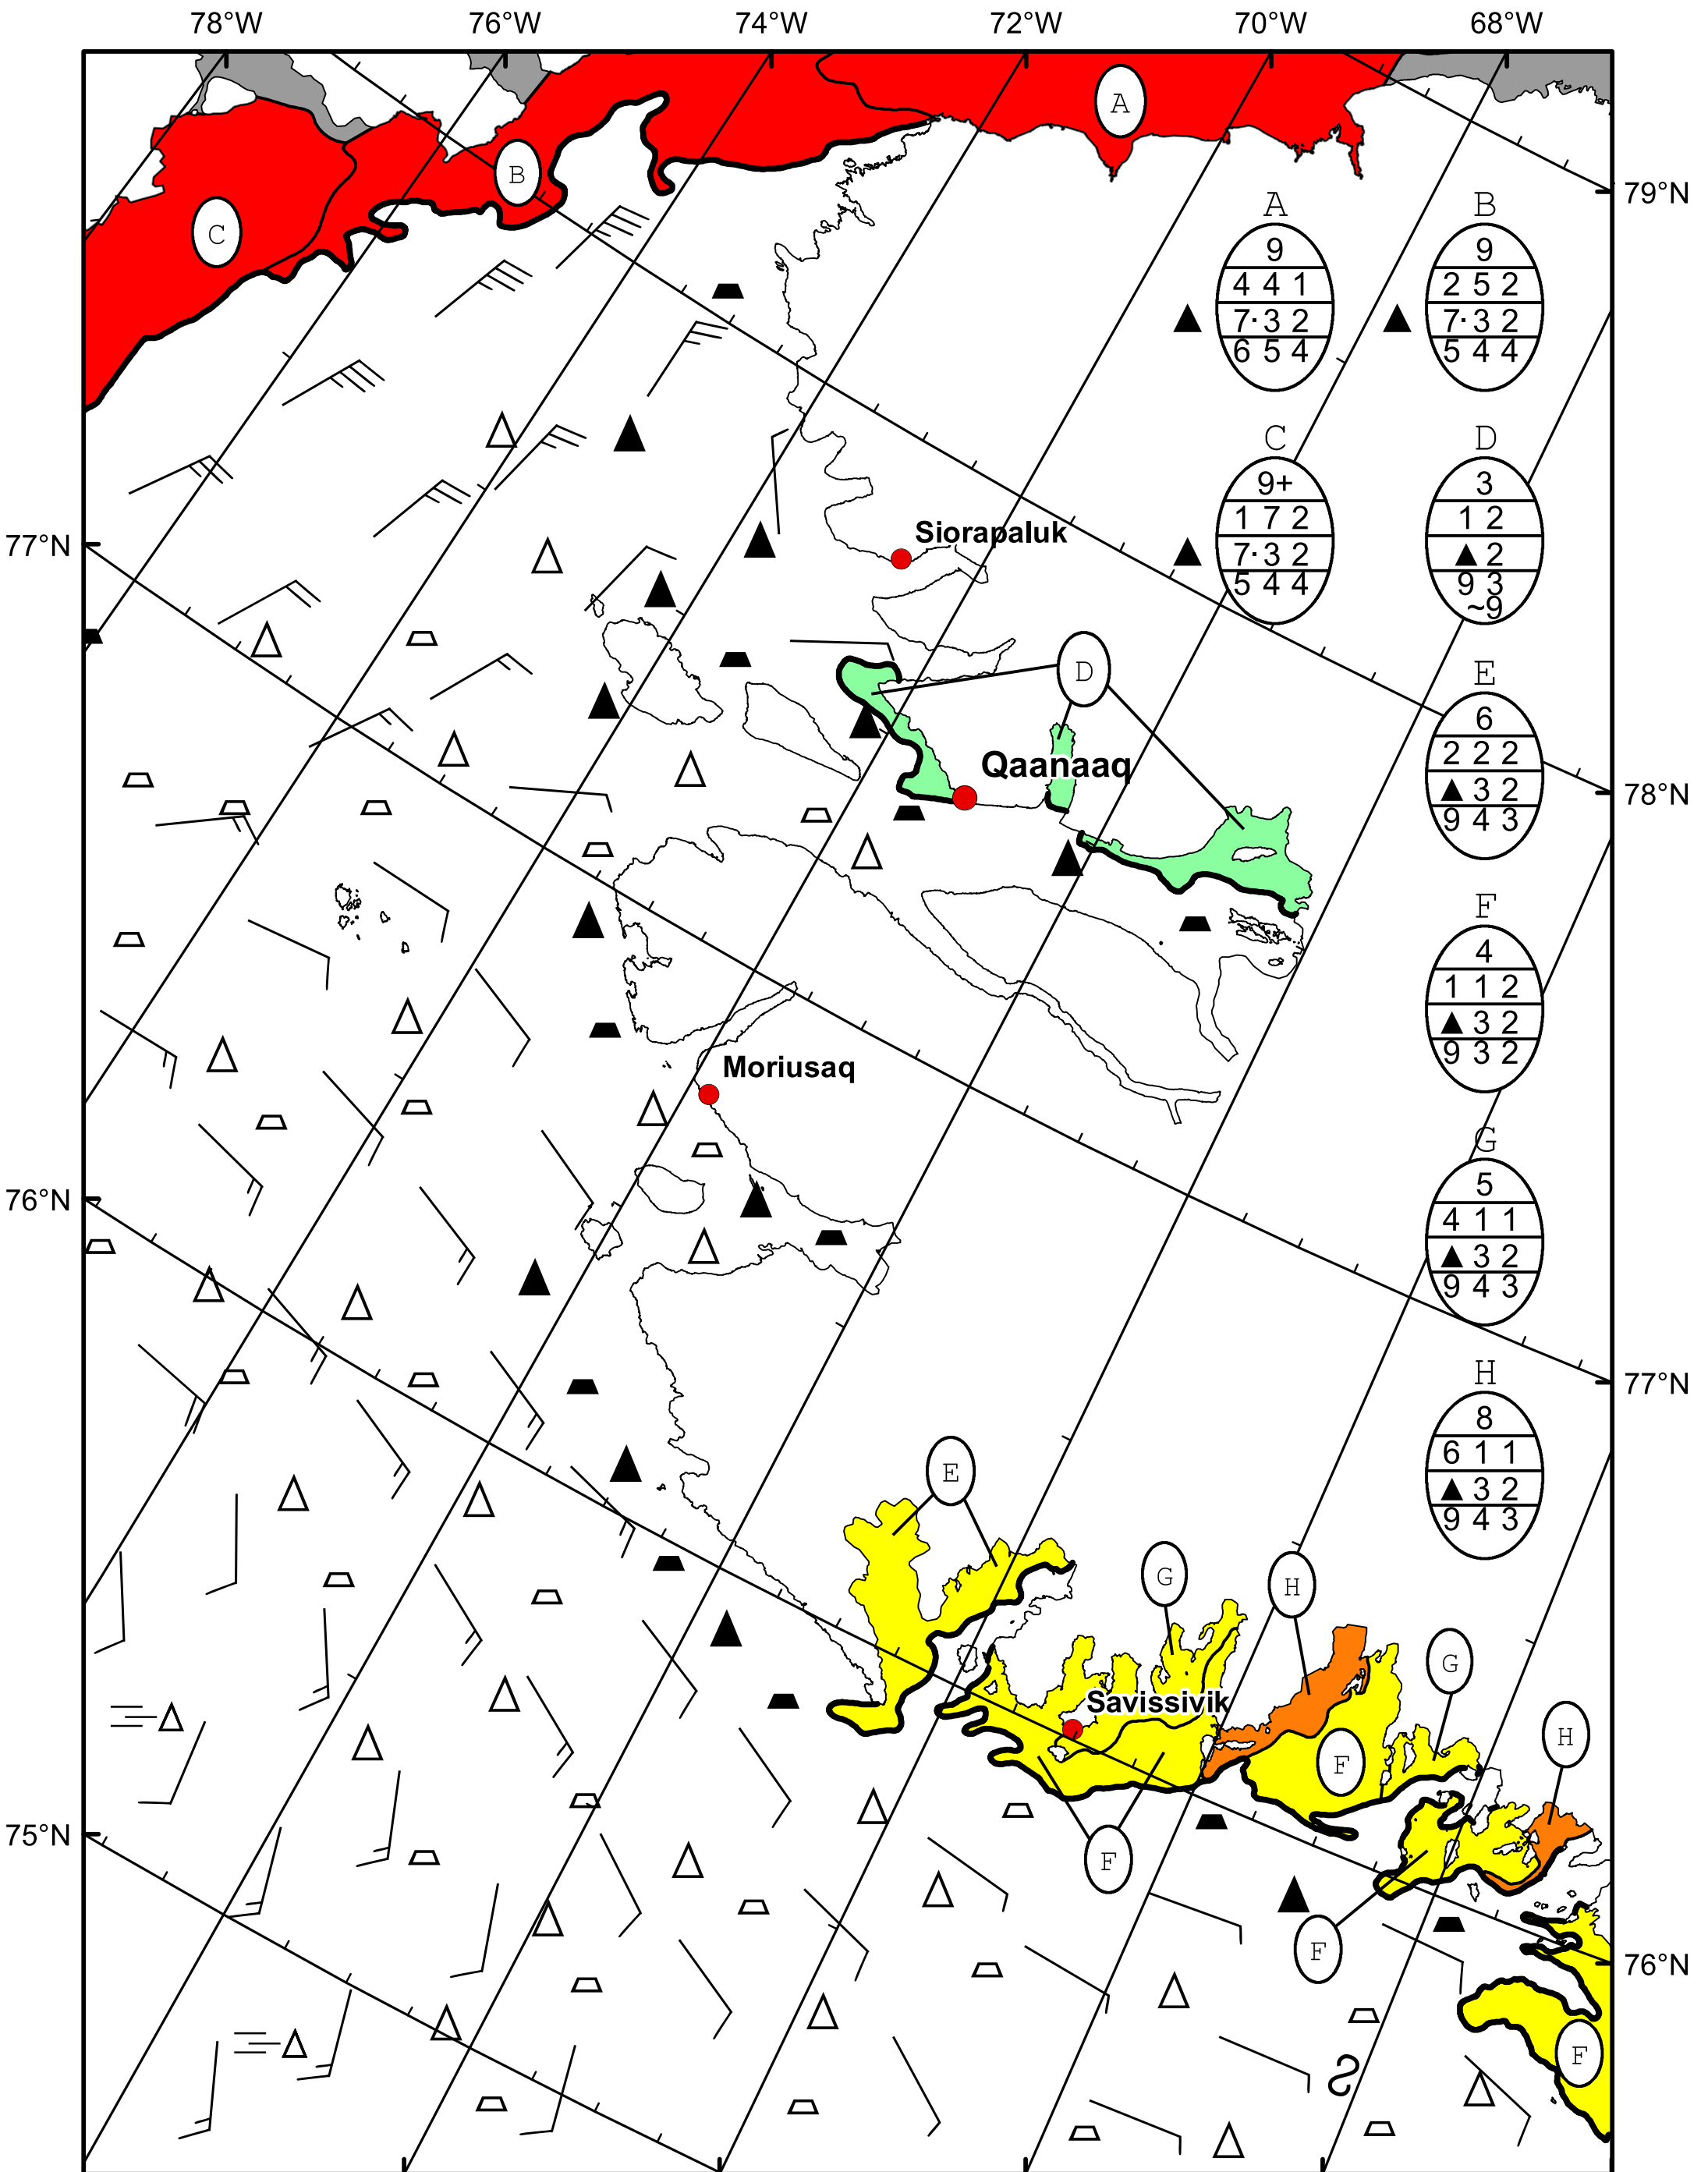 78°W 76°W 74°W 72°W 70°W 68°W
A
B
C
79°N
A B
9 9
4 4 1 2 5 2
7· 3 2 7· 3 2
6 5 4 5 4 4
C D
9+ 3
1 7 2 1 2
7· 3 2 ▲ 2
5 4 4 9 3
~9
77°N
Siorapaluk
D
E
6
2 2 2
▲ 3 2
9 4 3
Qaanaaq
78°N
F
4
1 1 2
▲ 3 2
9 3 2
Moriusaq
G
5
4 1 1
▲ 3 2
9 4 3
76°N
77°N
H
8
6 1 1
▲ 3 2
9 4 3
E
G
H
G
Savissivik
H
F
75°N
F
F
76°N
F